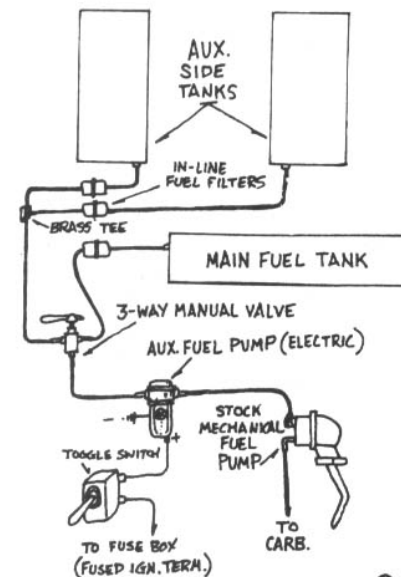 AUX.
SIDE
TANKS
IN-LINE
FUEL FILTERS
BRASS TEE
MAIN FUEL TANK
3-WAY MANUAL VALVE
AUX. FUEL PUMP (ELECTRIC)
STOCK
MECHANICAL
FUEL
PUMP
- +
TOGGLE SWITCH
TO FUSE BOX
(FUSED IGN. TERM.)
TO
CARB.